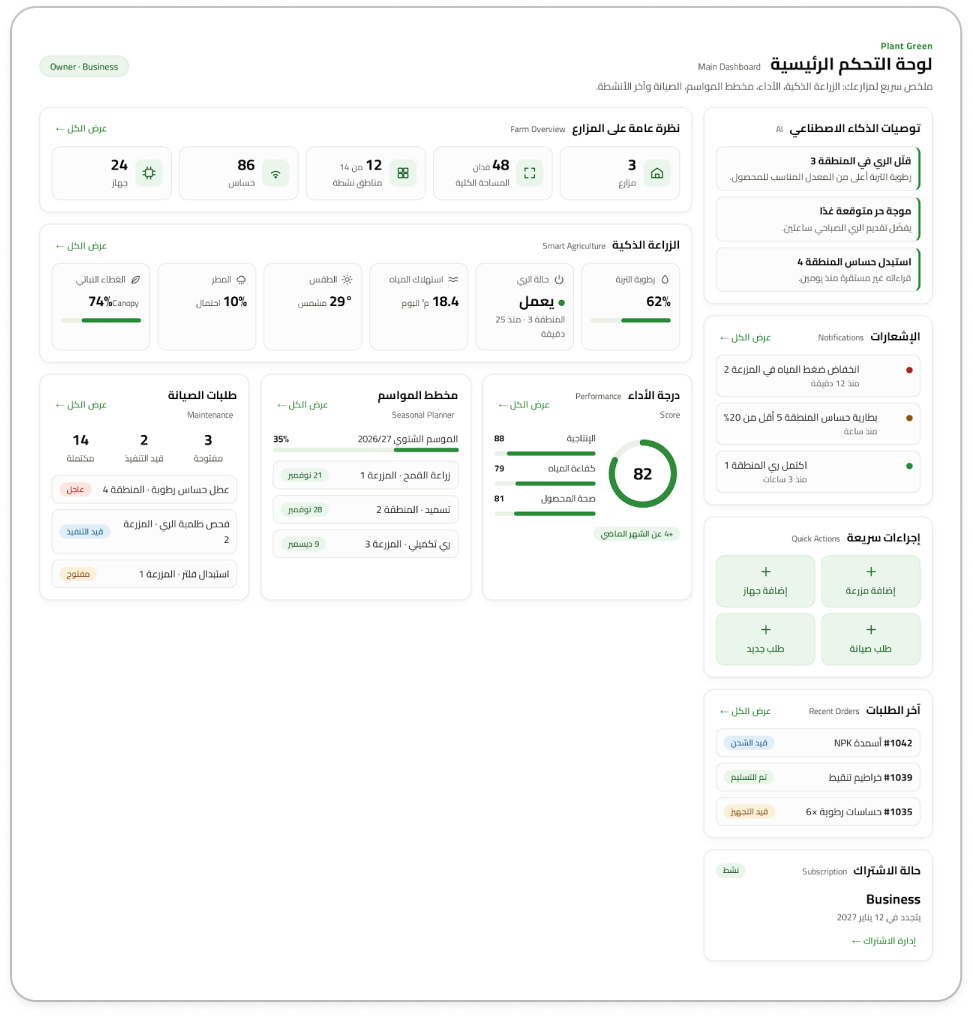 Plant Green
لوحة التحكم الرئيسية Main Dashboard
Owner · Business
ملخص سريع لمزارعك: الزراعة الذكية، الأداء، مخطط المواسم، الصيانة وآخر الأنشطة.
توصيات الذكاء الاصطناعي AI
قلّل الري في المنطقة 3
رطوبة التربة أعلى من المعدل المناسب للمحصول.
موجة حر متوقعة غدًا
يفضّل تقديم الري الصباحي ساعتين.
استبدل حساس المنطقة 4
قراءاته غير مستقرة منذ يومين.
الإشعارات Notifications
عرض الكل ←
انخفاض ضغط المياه في المزرعة 2
منذ 12 دقيقة
بطارية حساس المنطقة 5 أقل من 20%
منذ ساعة
اكتمل ري المنطقة 1
منذ 3 ساعات
إجراءات سريعة Quick Actions
+
إضافة مزرعة
+
إضافة جهاز
+
طلب صيانة
+
طلب جديد
آخر الطلبات Recent Orders
عرض الكل ←
#1042 أسمدة NPK
قيد الشحن
#1039 خراطيم تنقيط
تم التسليم
#1035 حساسات رطوبة ×6
قيد التجهيز
حالة الاشتراك Subscription
نشط
Business
يتجدد في 12 يناير 2027
إدارة الاشتراك ←
نظرة عامة على المزارع Farm Overview
عرض الكل ←
3
مزارع
48 فدان
المساحة الكلية
12 من 14
مناطق نشطة
86
حساس
24
جهاز
الزراعة الذكية Smart Agriculture
عرض الكل ←
رطوبة التربة
62%
حالة الري
يعمل
المنطقة 3 · منذ 25
دقيقة
استهلاك المياه
18.4 م³ اليوم
الطقس
29° مشمس
المطر
10% احتمال
الغطاء النباتي
74% Canopy
درجة الأداء Performance
Score
عرض الكل ←
82
الإنتاجية 88
كفاءة المياه 79
صحة المحصول 81
+4 عن الشهر الماضي
مخطط المواسم
Seasonal Planner
عرض الكل ←
الموسم الشتوي 2026/27 35%
زراعة القمح · المزرعة 1
21 نوفمبر
تسميد · المنطقة 2
28 نوفمبر
ري تكميلي · المزرعة 3
9 ديسمبر
طلبات الصيانة
Maintenance
عرض الكل ←
3
مفتوحة
2
قيد التنفيذ
14
مكتملة
عطل حساس رطوبة · المنطقة 4
عاجل
فحص طلمبة الري · المزرعة
2
قيد التنفيذ
استبدال فلتر · المزرعة 1
مفتوح